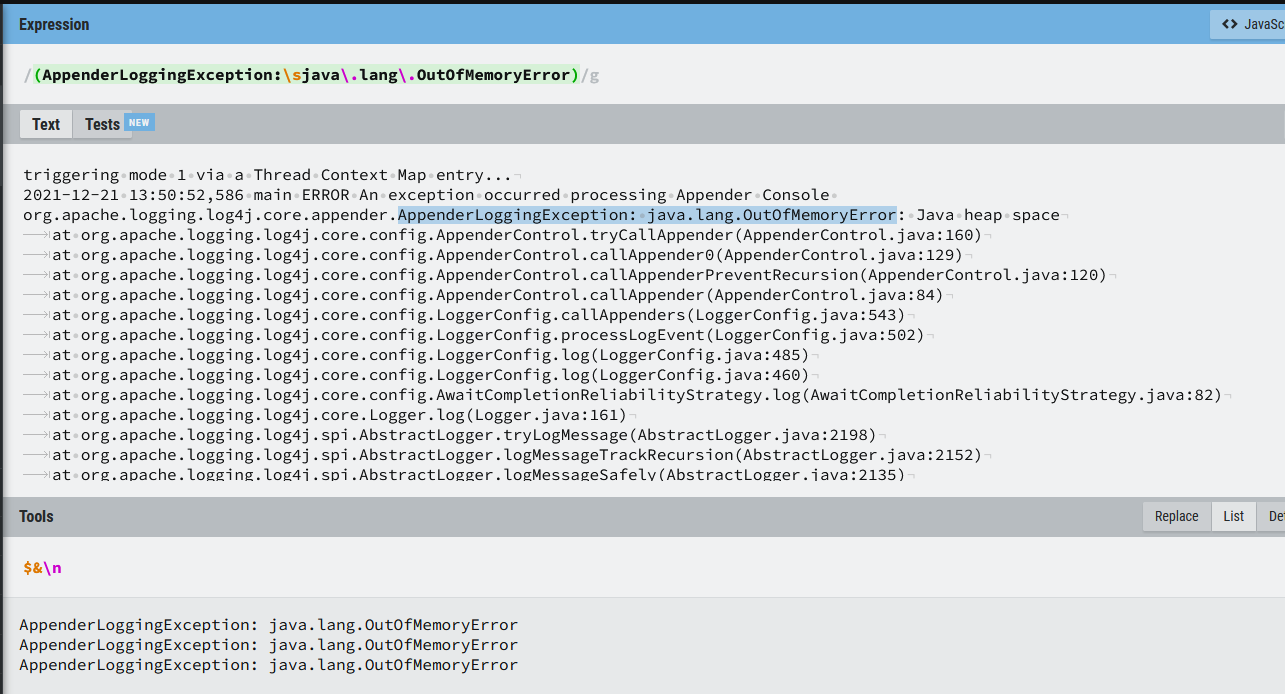 Expression
<> JavaSc
/(AppenderLoggingException:\sjava\.lang\.OutOfMemoryError)/g
Text Tests NEW
triggering mode 1 via a Thread Context Map entry...
2021-12-21 13:50:52,586 main ERROR An exception occurred processing Appender Console
org.apache.logging.log4j.core.appender.AppenderLoggingException: java.lang.OutOfMemoryError: Java heap space
at org.apache.logging.log4j.core.config.AppenderControl.tryCallAppender(AppenderControl.java:160)
at org.apache.logging.log4j.core.config.AppenderControl.callAppender0(AppenderControl.java:129)
at org.apache.logging.log4j.core.config.AppenderControl.callAppenderPreventRecursion(AppenderControl.java:120)
at org.apache.logging.log4j.core.config.AppenderControl.callAppender(AppenderControl.java:84)
at org.apache.logging.log4j.core.config.LoggerConfig.callAppenders(LoggerConfig.java:543)
at org.apache.logging.log4j.core.config.LoggerConfig.processLogEvent(LoggerConfig.java:502)
at org.apache.logging.log4j.core.config.LoggerConfig.log(LoggerConfig.java:485)
at org.apache.logging.log4j.core.config.LoggerConfig.log(LoggerConfig.java:460)
at org.apache.logging.log4j.core.config.AwaitCompletionReliabilityStrategy.log(AwaitCompletionReliabilityStrategy.java:82)
at org.apache.logging.log4j.core.Logger.log(Logger.java:161)
at org.apache.logging.log4j.spi.AbstractLogger.tryLogMessage(AbstractLogger.java:2198)
at org.apache.logging.log4j.spi.AbstractLogger.logMessageTrackRecursion(AbstractLogger.java:2152)
at org.apache.logging.log4j.spi.AbstractLogger.logMessageSafely(AbstractLogger.java:2135)
Tools
Replace List Det
$&\n
AppenderLoggingException: java.lang.OutOfMemoryError
AppenderLoggingException: java.lang.OutOfMemoryError
AppenderLoggingException: java.lang.OutOfMemoryError